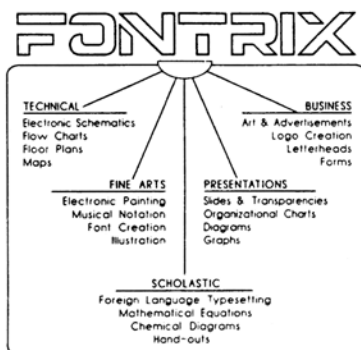 FONTRIX
TECHNICAL
Electronic Schematics
Flow Charts
Floor Plans
Maps
BUSINESS
Art & Advertisements
Logo Creation
Letterheads
Forms
FINE ARTS
Electronic Painting
Musical Notation
Font Creation
Illustration
PRESENTATIONS
Slides & Transparencies
Organizational Charts
Diagrams
Graphs
SCHOLASTIC
Foreign Language Typesetting
Mathematical Equations
Chemical Diagrams
Hand-outs